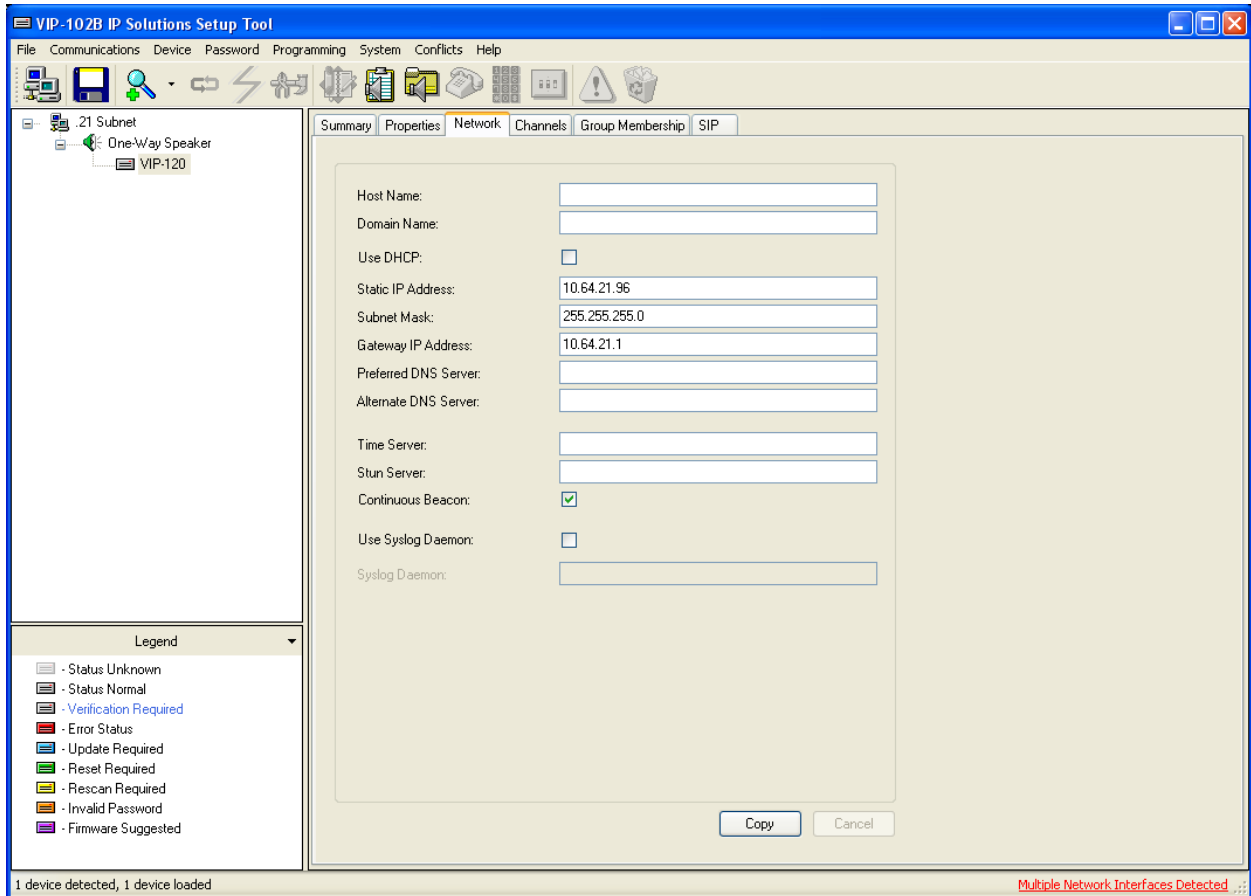 VIP-102B IP Solutions Setup Tool
File Communications Device Password Programming System Conflicts Help
.21 Subnet
One-Way Speaker
VIP-120
Summary Properties Network Channels Group Membership SIP
Host Name:
Domain Name:
Use DHCP:
Static IP Address: 10.64.21.96
Subnet Mask: 255.255.255.0
Gateway IP Address: 10.64.21.1
Preferred DNS Server:
Alternate DNS Server:
Time Server:
Stun Server:
Continuous Beacon:
Use Syslog Daemon:
Syslog Daemon:
Copy Cancel
Legend
- Status Unknown
- Status Normal
- Verification Required
- Error Status
- Update Required
- Reset Required
- Rescan Required
- Invalid Password
- Firmware Suggested
1 device detected, 1 device loaded
Multiple Network Interfaces Detected